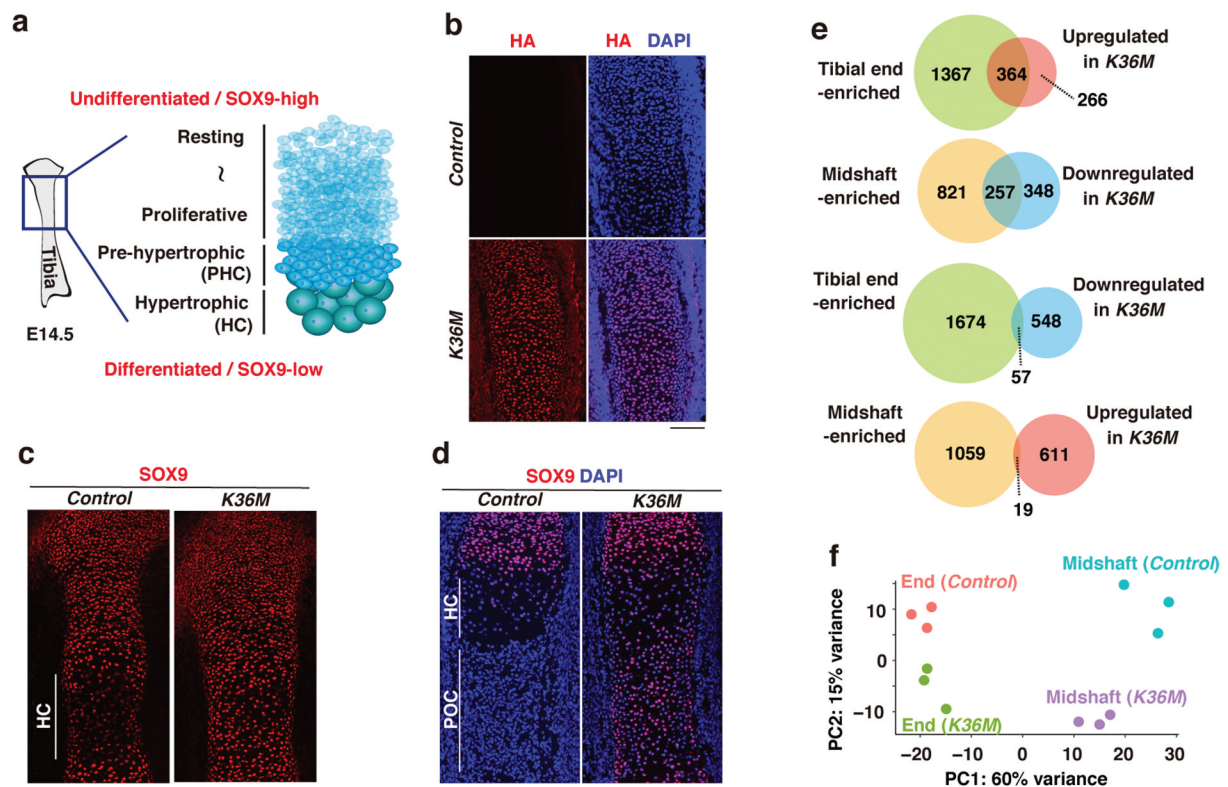 a
Undifferentiated / SOX9-high
Resting
~
Proliferative
Pre-hypertrophic
(PHC)
Hypertrophic
(HC)
Tibia
E14.5
Differentiated / SOX9-low
b
HA
HA DAPI
Control
K36M
c
SOX9
Control
K36M
HC
d
SOX9 DAPI
Control
K36M
HC
POC
e
Tibial end
-enriched
1367
364
Upregulated
in K36M
266
Midshaft
-enriched
821
257
348
Downregulated
in K36M
Tibial end
-enriched
1674
548
Downregulated
in K36M
57
Midshaft
-enriched
1059
611
Upregulated
in K36M
19
f
End (Control)
Midshaft (Control)
Midshaft (K36M)
End (K36M)
PC2: 15% variance
10
0
−10
−20
−10
0
10
20
30
PC1: 60% variance